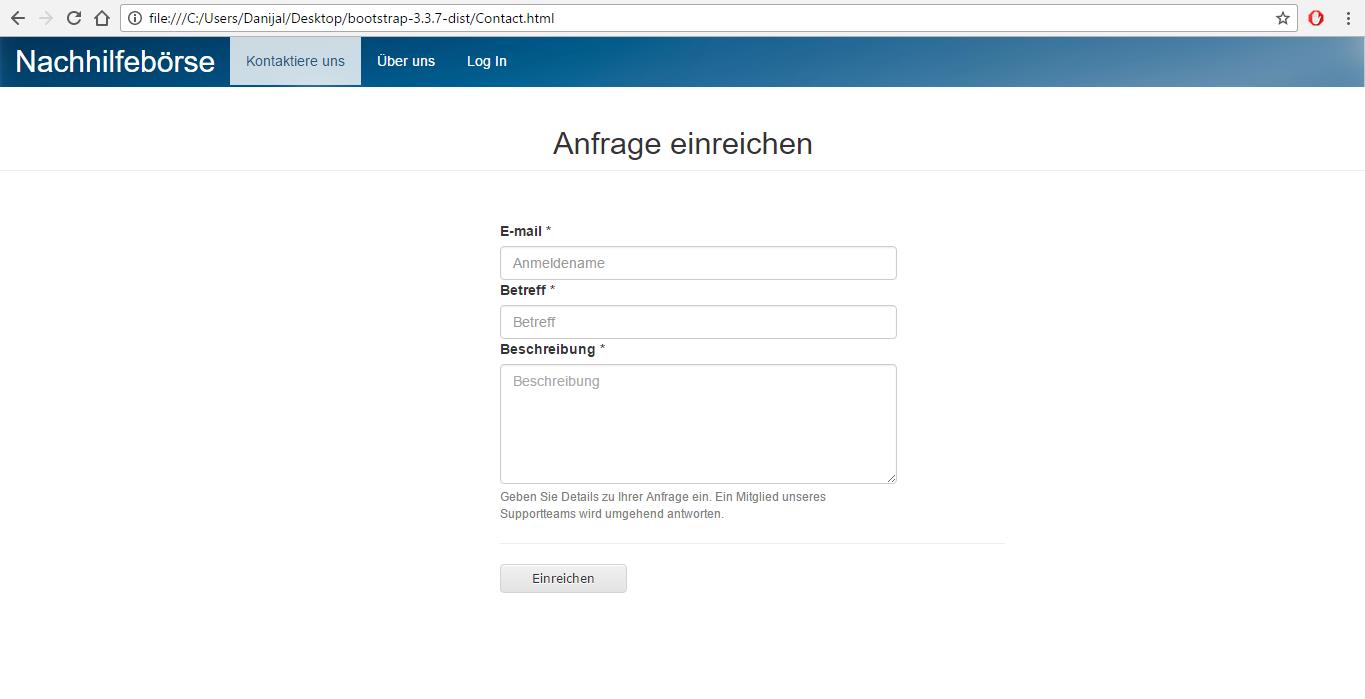 file:///C:/Users/Danijal/Desktop/bootstrap-3.3.7-dist/Contact.html
Nachhilfebörse Kontaktiere uns Über uns Log In
Anfrage einreichen
E-mail *
Anmeldename
Betreff *
Betreff
Beschreibung *
Beschreibung
Geben Sie Details zu Ihrer Anfrage ein. Ein Mitglied unseres
Supportteams wird umgehend antworten.
Einreichen